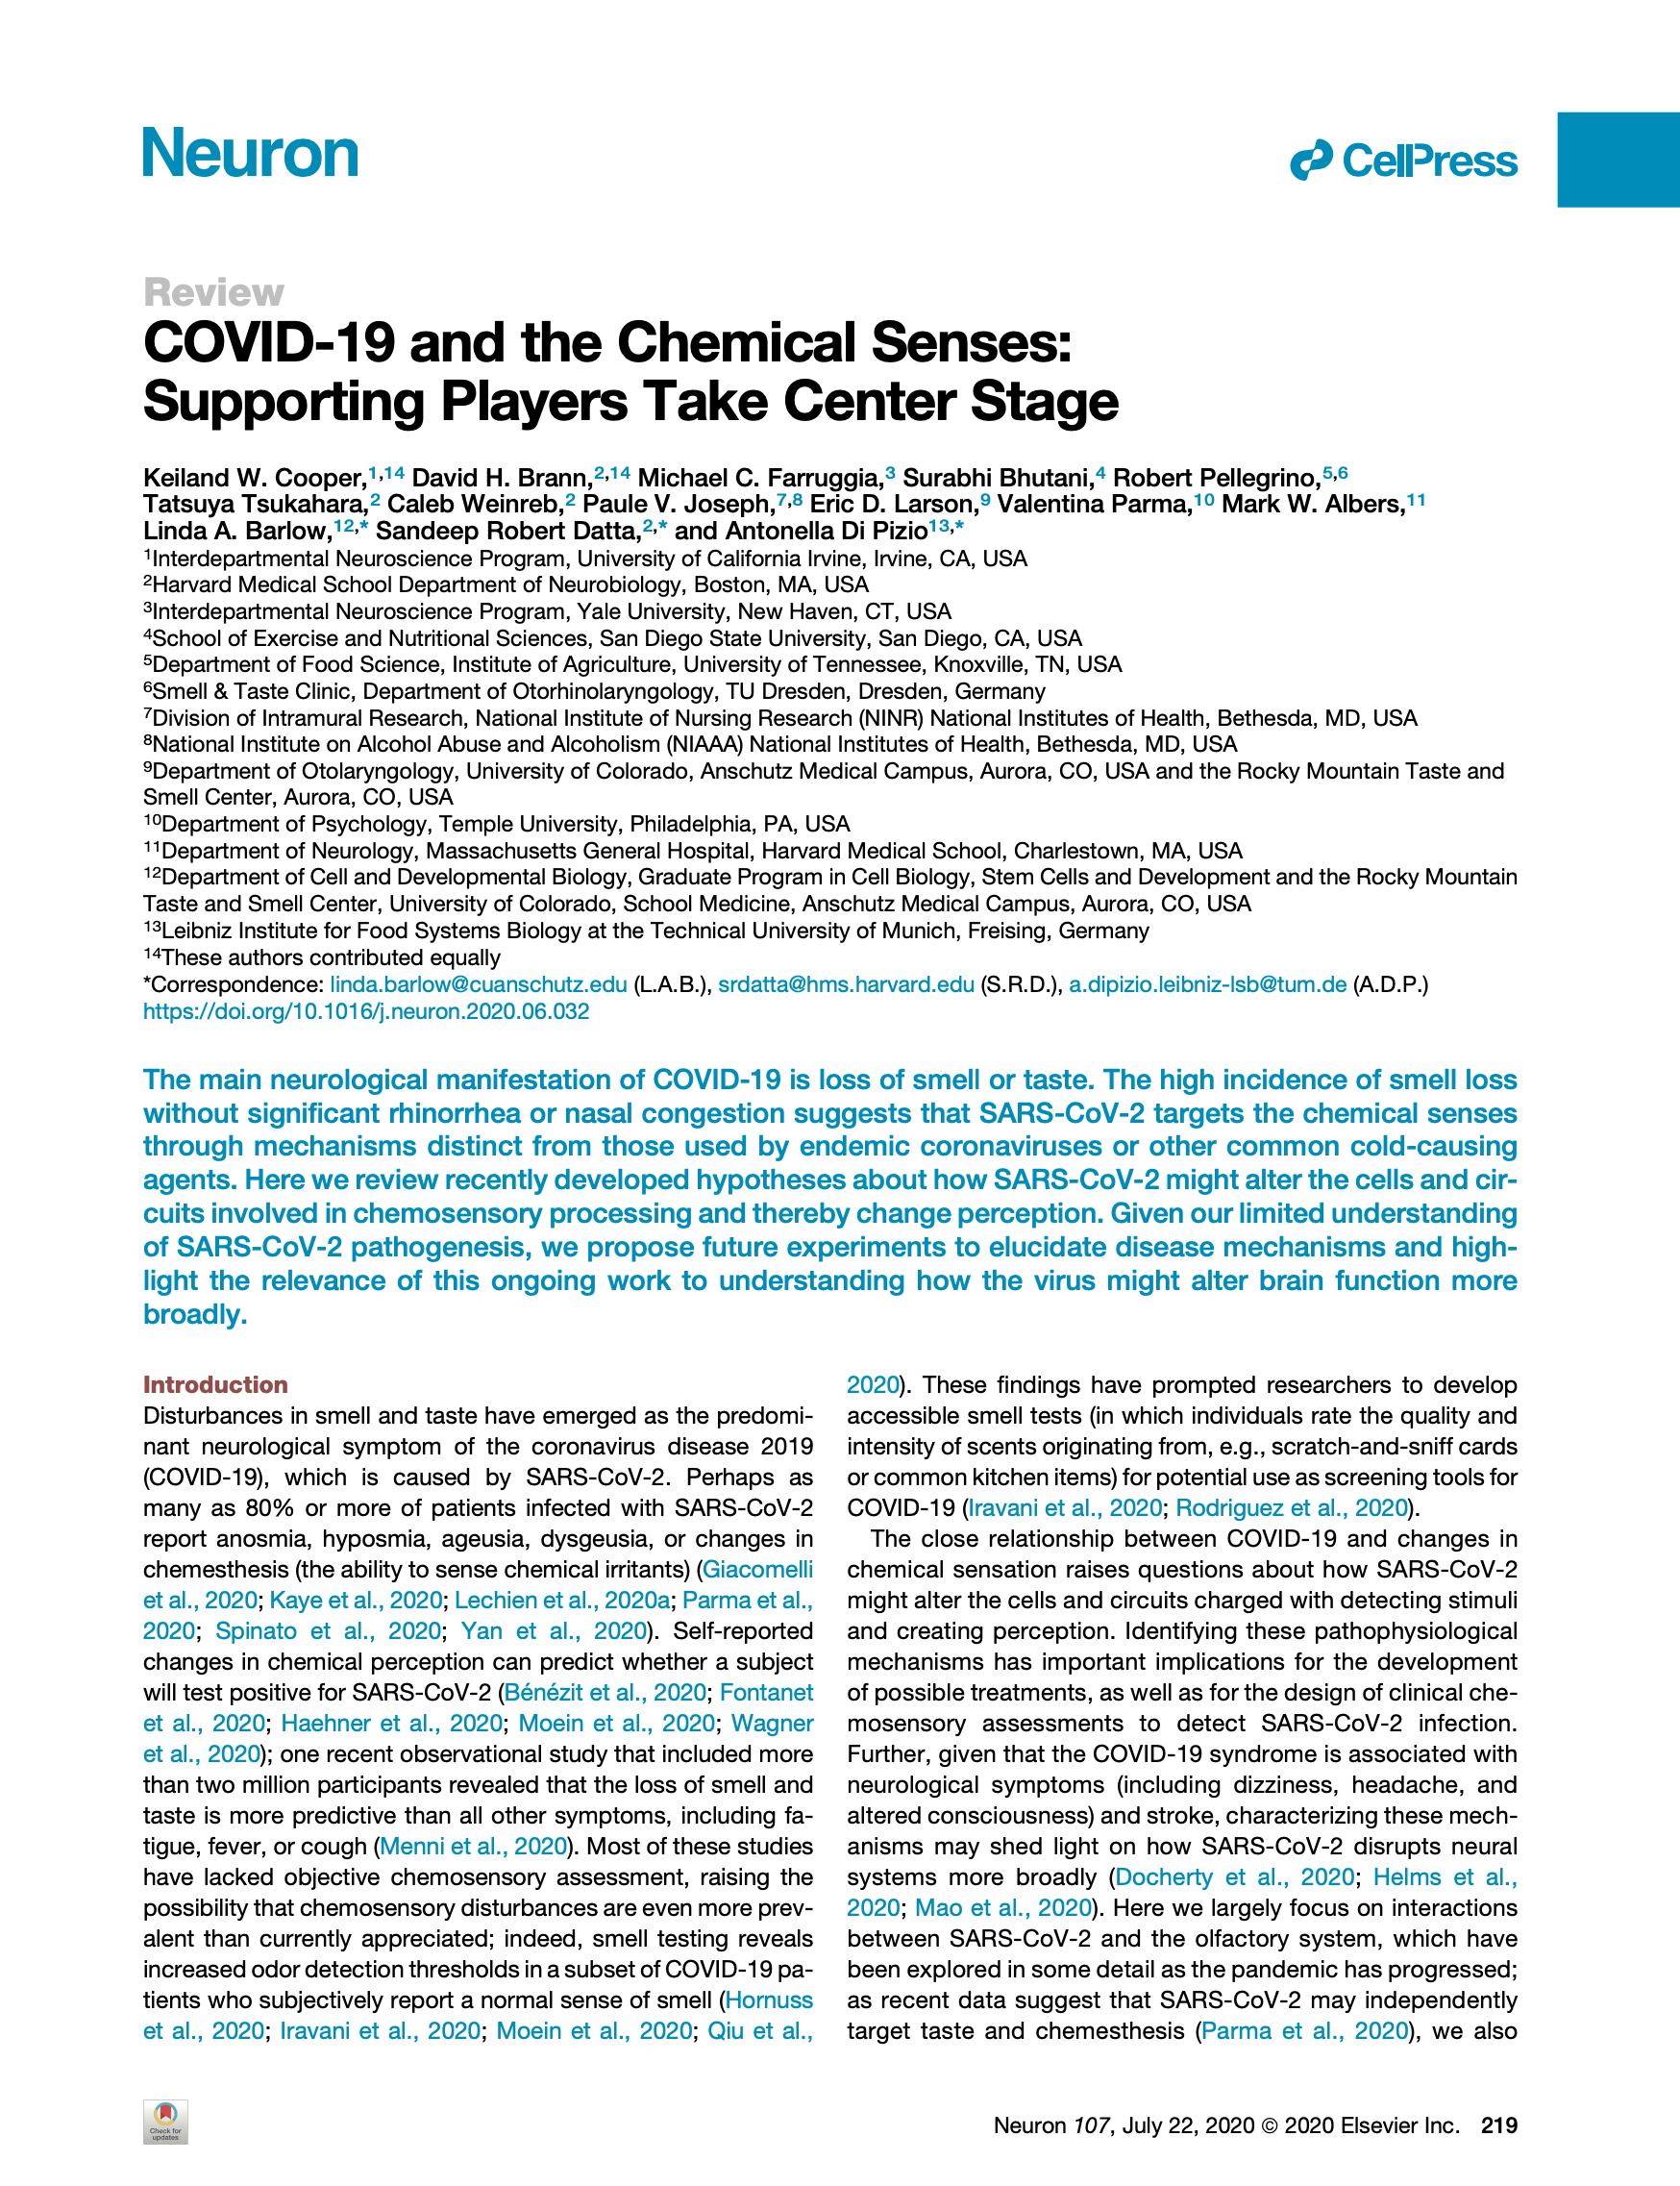 Neuron
CellPress
Review
COVID-19 and the Chemical Senses:
Supporting Players Take Center Stage
Keiland W. Cooper,1,14 David H. Brann,2,14 Michael C. Farruggia,3 Surabhi Bhutani,4 Robert Pellegrino,5,6
Tatsuya Tsukahara,2 Caleb Weinreb,2 Paule V. Joseph,7,8 Eric D. Larson,9 Valentina Parma,10 Mark W. Albers,11
Linda A. Barlow,12,* Sandeep Robert Datta,2,* and Antonella Di Pizio13,*
1Interdepartmental Neuroscience Program, University of California Irvine, Irvine, CA, USA
2Harvard Medical School Department of Neurobiology, Boston, MA, USA
3Interdepartmental Neuroscience Program, Yale University, New Haven, CT, USA
4School of Exercise and Nutritional Sciences, San Diego State University, San Diego, CA, USA
5Department of Food Science, Institute of Agriculture, University of Tennessee, Knoxville, TN, USA
6Smell & Taste Clinic, Department of Otorhinolaryngology, TU Dresden, Dresden, Germany
7Division of Intramural Research, National Institute of Nursing Research (NINR) National Institutes of Health, Bethesda, MD, USA
8National Institute on Alcohol Abuse and Alcoholism (NIAAA) National Institutes of Health, Bethesda, MD, USA
9Department of Otolaryngology, University of Colorado, Anschutz Medical Campus, Aurora, CO, USA and the Rocky Mountain Taste and
Smell Center, Aurora, CO, USA
10Department of Psychology, Temple University, Philadelphia, PA, USA
11Department of Neurology, Massachusetts General Hospital, Harvard Medical School, Charlestown, MA, USA
12Department of Cell and Developmental Biology, Graduate Program in Cell Biology, Stem Cells and Development and the Rocky Mountain
Taste and Smell Center, University of Colorado, School Medicine, Anschutz Medical Campus, Aurora, CO, USA
13Leibniz Institute for Food Systems Biology at the Technical University of Munich, Freising, Germany
14These authors contributed equally
*Correspondence: linda.barlow@cuanschutz.edu (L.A.B.), srdatta@hms.harvard.edu (S.R.D.), a.dipizio.leibniz-lsb@tum.de (A.D.P.)
https://doi.org/10.1016/j.neuron.2020.06.032
The main neurological manifestation of COVID-19 is loss of smell or taste. The high incidence of smell loss
without significant rhinorrhea or nasal congestion suggests that SARS-CoV-2 targets the chemical senses
through mechanisms distinct from those used by endemic coronaviruses or other common cold-causing
agents. Here we review recently developed hypotheses about how SARS-CoV-2 might alter the cells and cir-
cuits involved in chemosensory processing and thereby change perception. Given our limited understanding
of SARS-CoV-2 pathogenesis, we propose future experiments to elucidate disease mechanisms and high-
light the relevance of this ongoing work to understanding how the virus might alter brain function more
broadly.
Introduction
Disturbances in smell and taste have emerged as the predomi-
nant neurological symptom of the coronavirus disease 2019
(COVID-19), which is caused by SARS-CoV-2. Perhaps as
many as 80% or more of patients infected with SARS-CoV-2
report anosmia, hyposmia, ageusia, dysgeusia, or changes in
chemesthesis (the ability to sense chemical irritants) (Giacomelli
et al., 2020; Kaye et al., 2020; Lechien et al., 2020a; Parma et al.,
2020; Spinato et al., 2020; Yan et al., 2020). Self-reported
changes in chemical perception can predict whether a subject
will test positive for SARS-CoV-2 (Bénézit et al., 2020; Fontanet
et al., 2020; Haehner et al., 2020; Moein et al., 2020; Wagner
et al., 2020); one recent observational study that included more
than two million participants revealed that the loss of smell and
taste is more predictive than all other symptoms, including fa-
tigue, fever, or cough (Menni et al., 2020). Most of these studies
have lacked objective chemosensory assessment, raising the
possibility that chemosensory disturbances are even more prev-
alent than currently appreciated; indeed, smell testing reveals
increased odor detection thresholds in a subset of COVID-19 pa-
tients who subjectively report a normal sense of smell (Hornuss
et al., 2020; Iravani et al., 2020; Moein et al., 2020; Qiu et al.,
2020). These findings have prompted researchers to develop
accessible smell tests (in which individuals rate the quality and
intensity of scents originating from, e.g., scratch-and-sniff cards
or common kitchen items) for potential use as screening tools for
COVID-19 (Iravani et al., 2020; Rodriguez et al., 2020).
The close relationship between COVID-19 and changes in
chemical sensation raises questions about how SARS-CoV-2
might alter the cells and circuits charged with detecting stimuli
and creating perception. Identifying these pathophysiological
mechanisms has important implications for the development
of possible treatments, as well as for the design of clinical che-
mosensory assessments to detect SARS-CoV-2 infection.
Further, given that the COVID-19 syndrome is associated with
neurological symptoms (including dizziness, headache, and
altered consciousness) and stroke, characterizing these mech-
anisms may shed light on how SARS-CoV-2 disrupts neural
systems more broadly (Docherty et al., 2020; Helms et al.,
2020; Mao et al., 2020). Here we largely focus on interactions
between SARS-CoV-2 and the olfactory system, which have
been explored in some detail as the pandemic has progressed;
as recent data suggest that SARS-CoV-2 may independently
target taste and chemesthesis (Parma et al., 2020), we also
Check for
updates
Neuron 107, July 22, 2020 © 2020 Elsevier Inc. 219